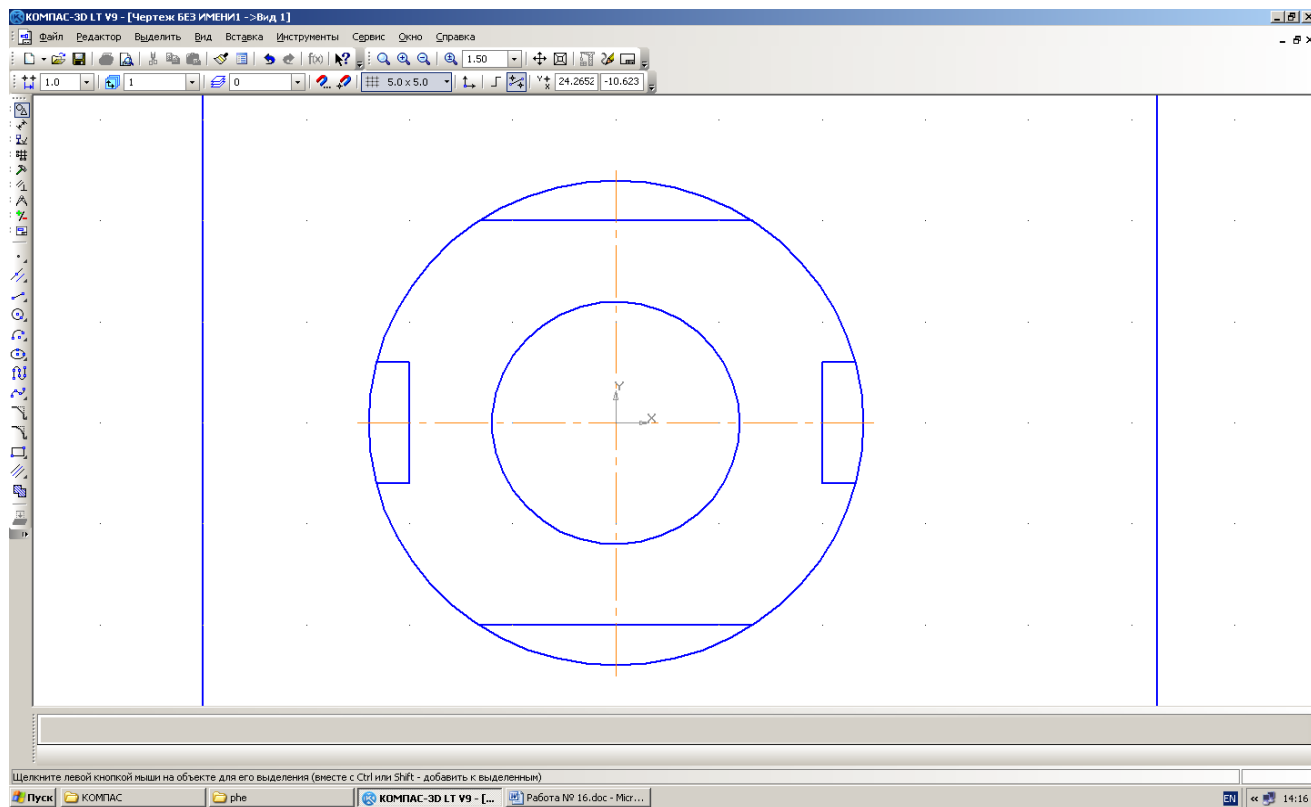 КОМПАС-3D LT V9 - [Чертеж БЕЗ ИМЕНИ1 ->Вид 1]
Файл Редактор Выделить Вид Вставка Инструменты Сервис Окно Справка
f(x) 1.50
1.0 1 0 5.0 x 5.0 24.2652 -10.623
Y
X
Щелкните левой кнопкой мыши на объекте для его выделения (вместе с Ctrl или Shift - добавить к выделенным)
Пуск КОМПАС phe КОМПАС-3D LT V9 - [... Работа № 16.doc - Micr... EN « 14:16